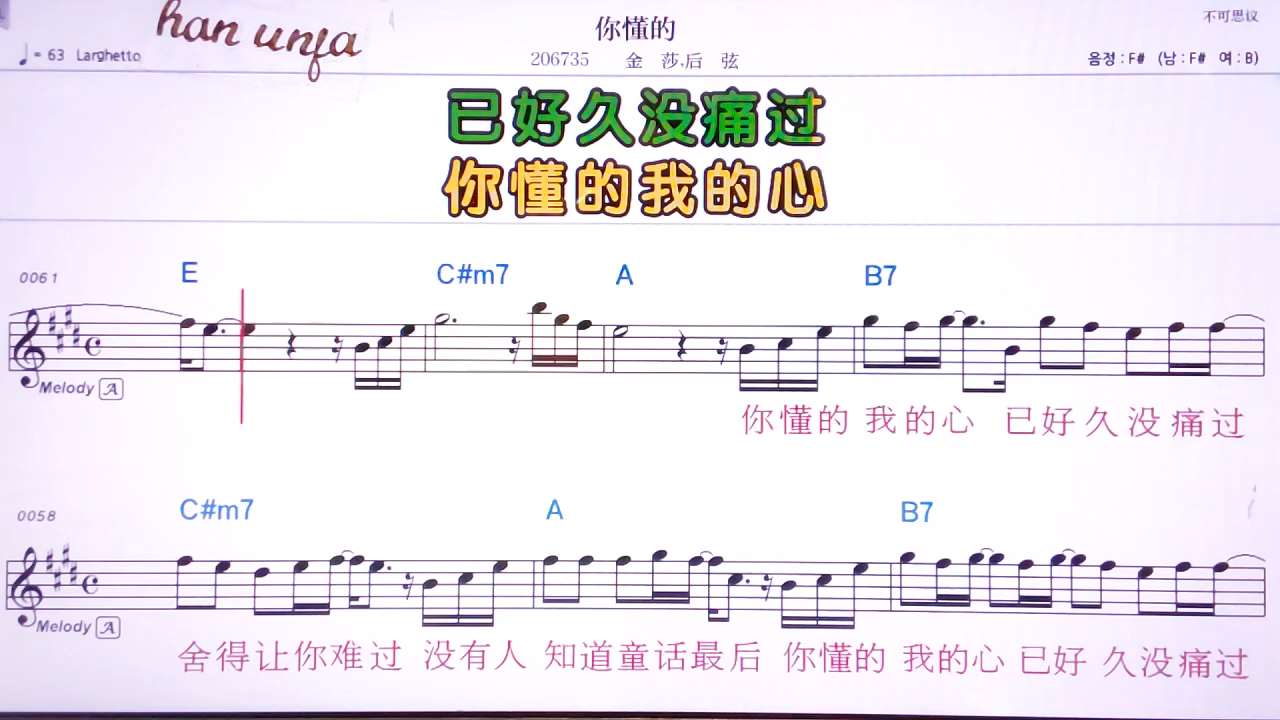 han unja
你懂的
不可思议
♩= 63 Larghetto
206735 金 莎,后 弦
음정 : F# (남 : F# 여 : B)
已好久没痛过
你懂的我的心
0061
E C#m7 A B7
Melody A
你懂的 我的心 已好久没痛过
0058
C#m7 A B7
Melody A
舍得让你难过 没有人 知道童话最后 你懂的 我的心 已好 久没痛过